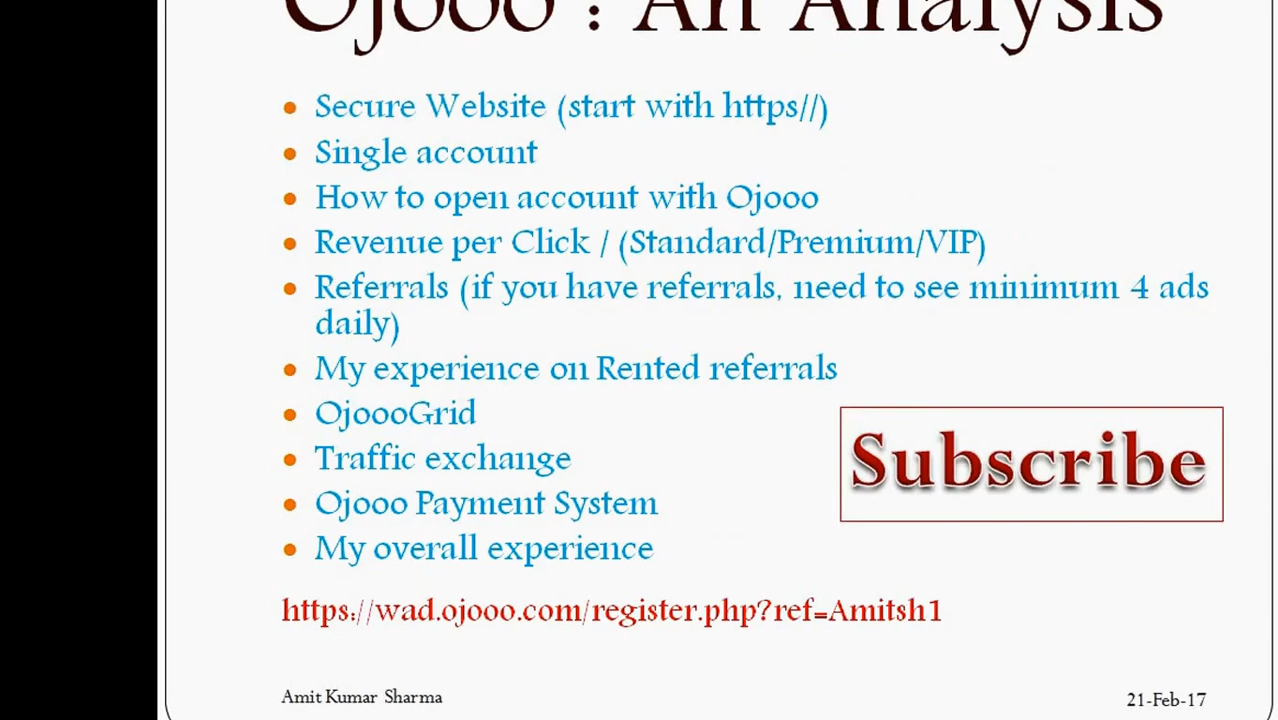 Ojooo : An Analysis
Secure Website (start with https//)
Single account
How to open account with Ojooo
Revenue per Click / (Standard/Premium/VIP)
Referrals (if you have referrals, need to see minimum 4 ads
daily)
My experience on Rented referrals
OjoooGrid
Traffic exchange
Subscribe
Ojooo Payment System
My overall experience
https://wad.ojooo.com/register.php?ref=Amitsh1
Amit Kumar Sharma
21-Feb-17